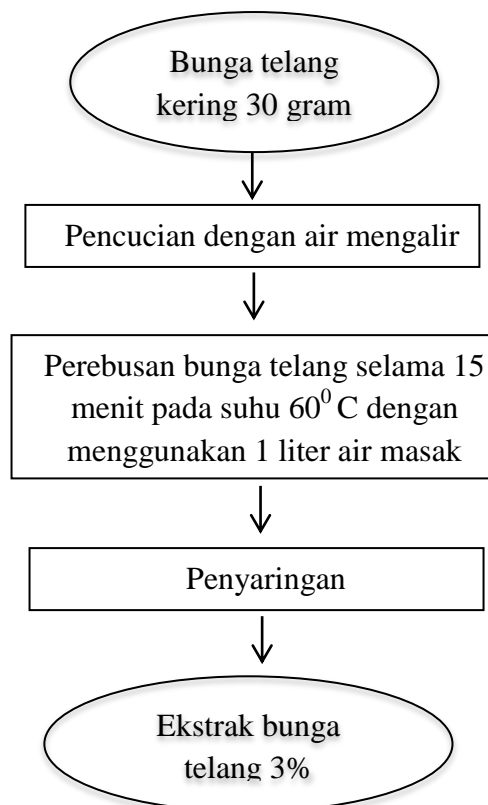 Bunga telang
kering 30 gram
Pencucian dengan air mengalir
Perebusan bunga telang selama 15
menit pada suhu 60⁰ C dengan
menggunakan 1 liter air masak
Penyaringan
Ekstrak bunga
telang 3%